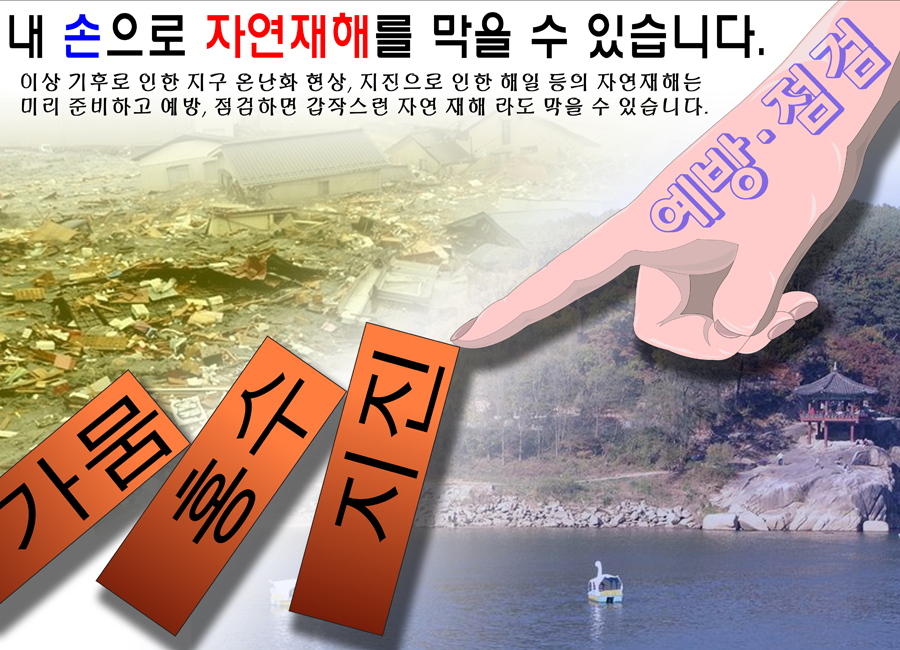 내 손으로 자연재해를 막을 수 있습니다.
이상 기후로 인한 지구 온난화 현상, 지진으로 인한 해일 등의 자연재해는
미리 준비하고 예방, 점검하면 갑작스런 자연 재해 라도 막을 수 있습니다.
예방·점검
가뭄
홍수
지진